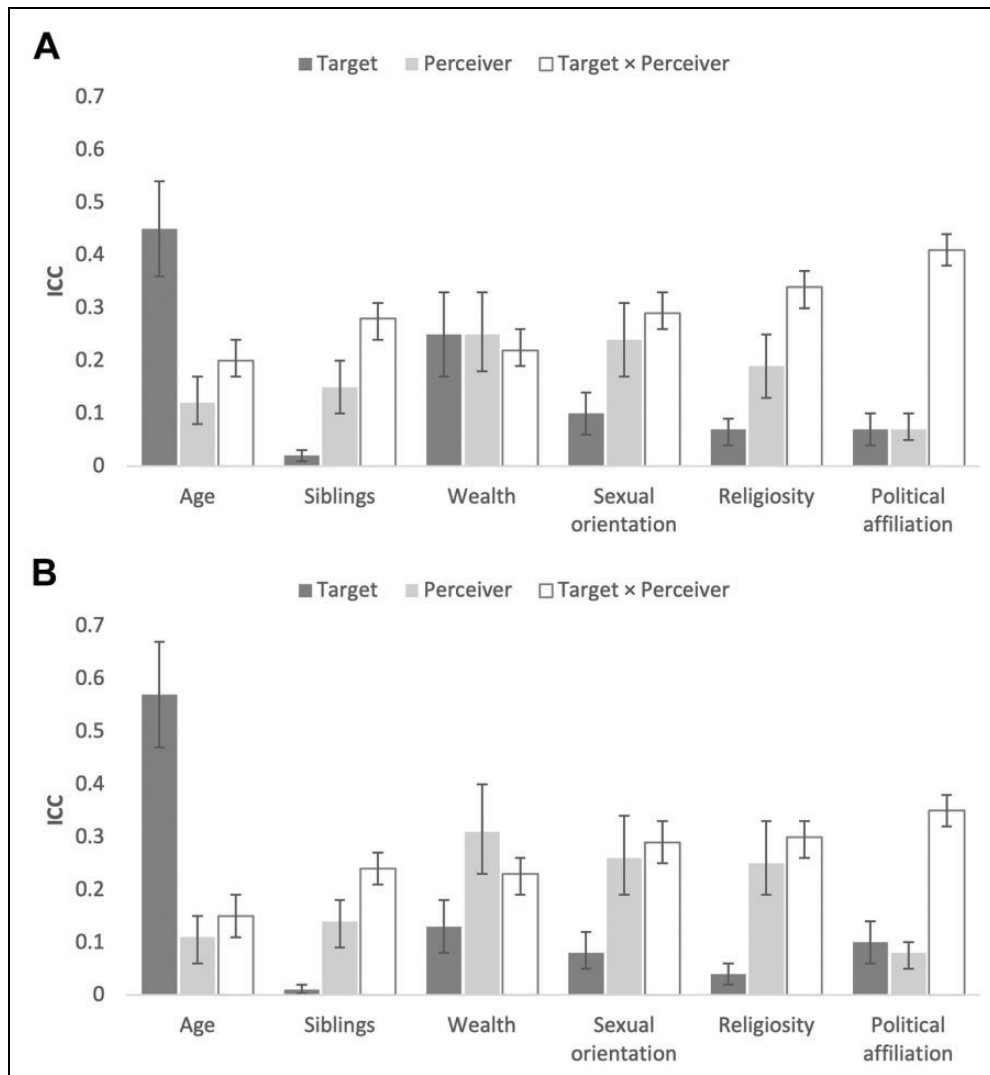 A
Target Perceiver Target × Perceiver
0.7
0.6
0.5
0.4
0.3
0.2
0.1
0
ICC
Age Siblings Wealth Sexual orientation Religiosity Political affiliation
B
Target Perceiver Target × Perceiver
0.7
0.6
0.5
0.4
0.3
0.2
0.1
0
ICC
Age Siblings Wealth Sexual orientation Religiosity Political affiliation